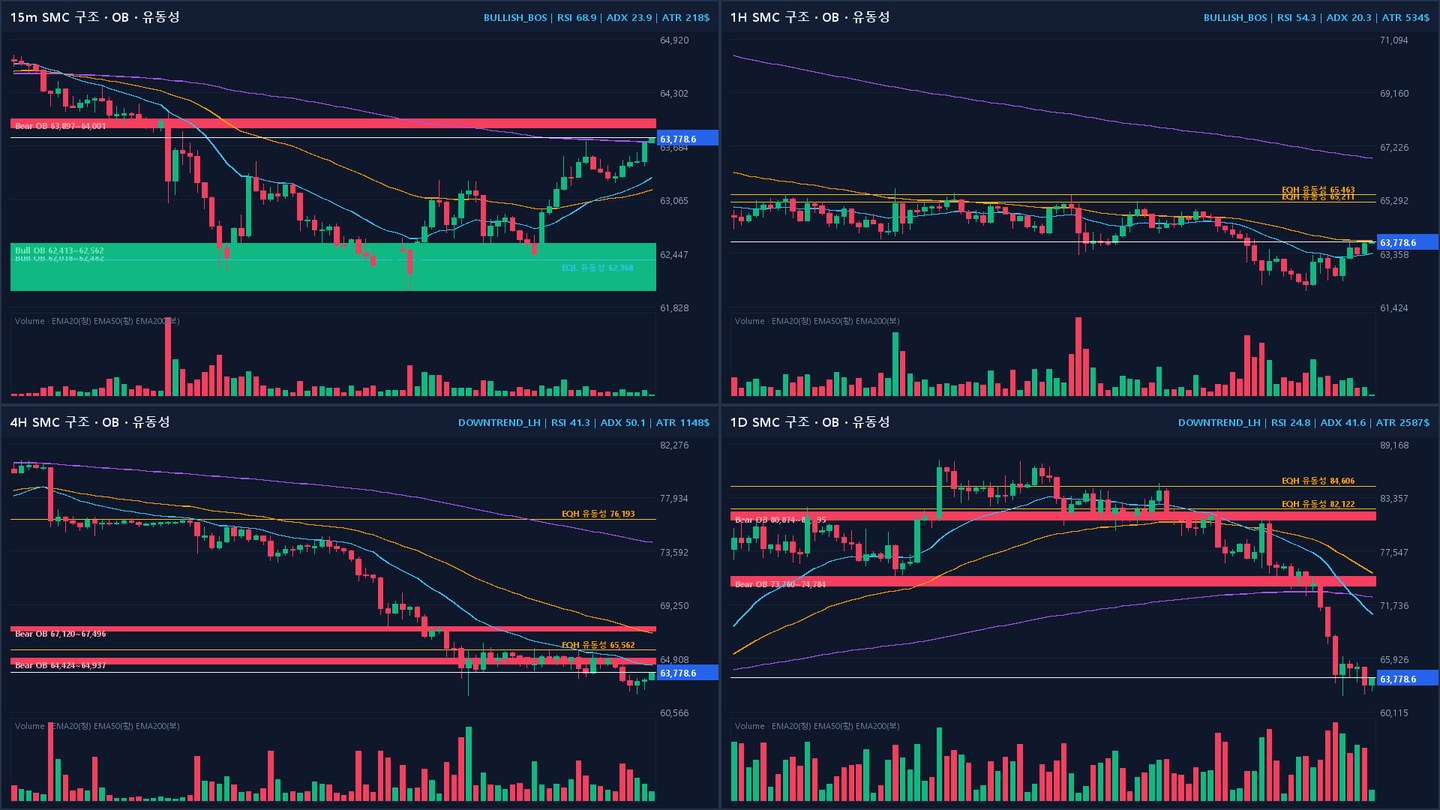 15m SMC 구조 · OB · 유동성
BULLISH_BOS | RSI 68.9 | ADX 23.9 | ATR 218$
64,920
64,302
Bear OB 63,897~64,001
63,778.6
63,684
63,065
Bull OB 62,413~62,562
62,447
EQL 유동성 62,368
61,828
Volume · EMA20(청) EMA50(황) EMA200(보)
1H SMC 구조 · OB · 유동성
BULLISH_BOS | RSI 54.3 | ADX 20.3 | ATR 534$
71,094
69,160
67,226
EQH 유동성 65,463
EQH 유동성 65,211
65,292
63,778.6
63,358
61,424
Volume · EMA20(청) EMA50(황) EMA200(보)
4H SMC 구조 · OB · 유동성
DOWNTREND_LH | RSI 41.3 | ADX 50.1 | ATR 1148$
82,276
77,934
EQH 유동성 76,193
73,592
69,250
Bear OB 67,120~67,496
EQH 유동성 65,562
64,908
Bear OB 64,424~64,937
63,778.6
60,566
Volume · EMA20(청) EMA50(황) EMA200(보)
1D SMC 구조 · OB · 유동성
DOWNTREND_LH | RSI 24.8 | ADX 41.6 | ATR 2587$
89,168
EQH 유동성 84,606
83,357
EQH 유동성 82,122
Bear OB
77,547
Bear OB 73,760~74,784
71,736
65,926
63,778.6
60,115
Volume · EMA20(청) EMA50(황) EMA200(보)